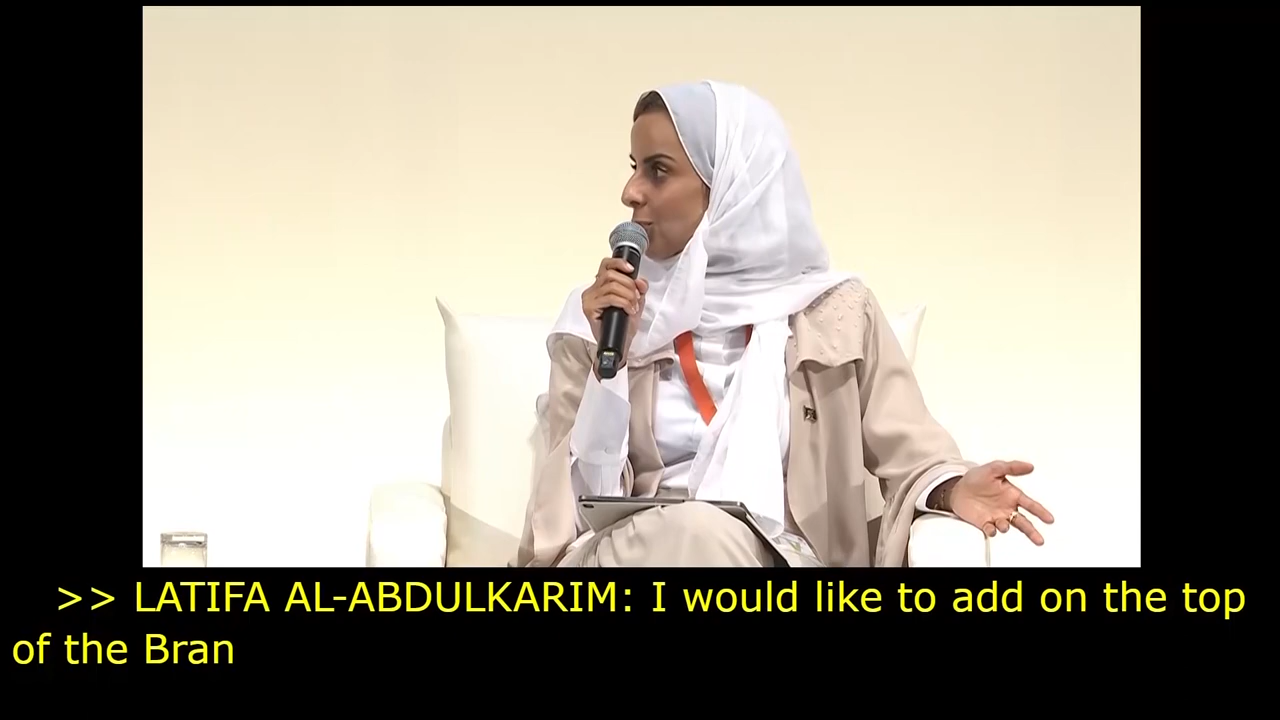 >> LATIFA AL-ABDULKARIM: I would like to add on the top
of the Bran